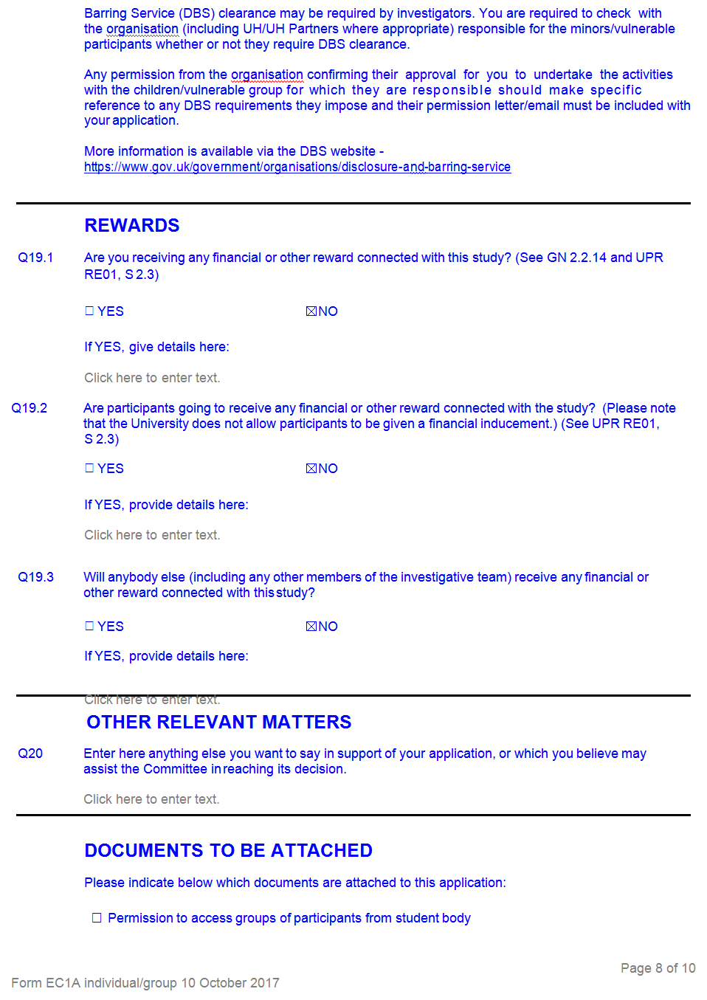 Barring Service (DBS) clearance may be required by investigators. You are required to check with
the organisation (including UH/UH Partners where appropriate) responsible for the minors/vulnerable
participants whether or not they require DBS clearance.
Any permission from the organisation confirming their approval for you to undertake the activities
with the children/vulnerable group for which they are responsible should make specific
reference to any DBS requirements they impose and their permission letter/email must be included with
your application.
More information is available via the DBS website -
https://www.gov.uk/government/organisations/disclosure-and-barring-service
REWARDS
Q19.1 Are you receiving any financial or other reward connected with this study? (See GN 2.2.14 and UPR
RE01, S 2.3)
☐ YES ☒ NO
If YES, give details here:
Click here to enter text.
Q19.2 Are participants going to receive any financial or other reward connected with the study? (Please note
that the University does not allow participants to be given a financial inducement.) (See UPR RE01,
S 2.3)
☐ YES ☒ NO
If YES, provide details here:
Click here to enter text.
Q19.3 Will anybody else (including any other members of the investigative team) receive any financial or
other reward connected with this study?
☐ YES ☒ NO
If YES, provide details here:
Click here to enter text.
OTHER RELEVANT MATTERS
Q20 Enter here anything else you want to say in support of your application, or which you believe may
assist the Committee in reaching its decision.
Click here to enter text.
DOCUMENTS TO BE ATTACHED
Please indicate below which documents are attached to this application:
☐ Permission to access groups of participants from student body
Page 8 of 10
Form EC1A individual/group 10 October 2017